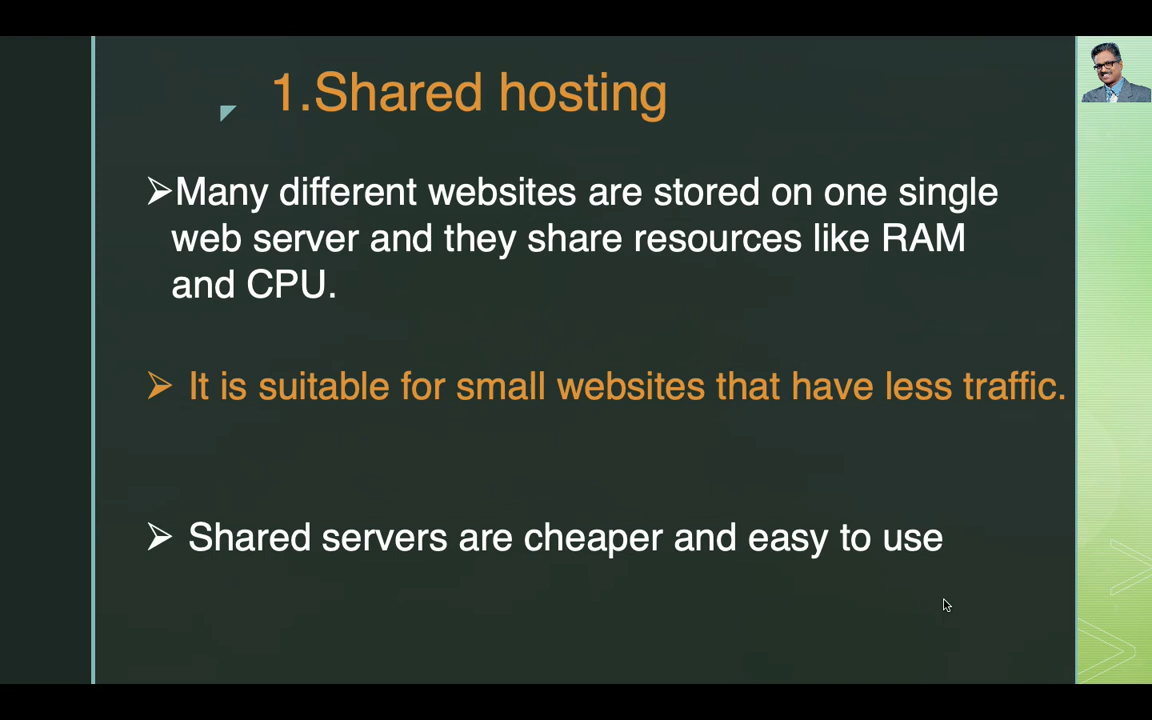 1.Shared hosting
➢Many different websites are stored on one single
web server and they share resources like RAM
and CPU.
➢ It is suitable for small websites that have less traffic.
➢ Shared servers are cheaper and easy to use